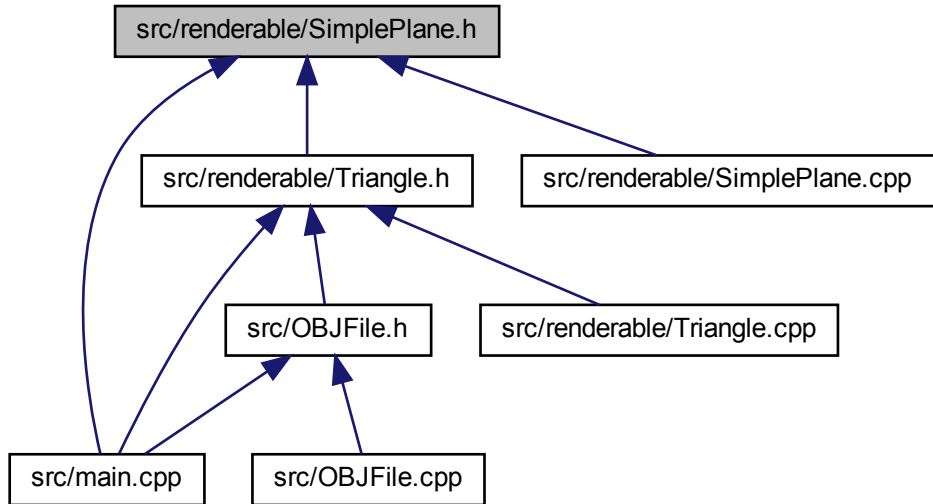 src/renderable/SimplePlane.h
src/renderable/Triangle.h
src/renderable/SimplePlane.cpp
src/OBJFile.h
src/renderable/Triangle.cpp
src/main.cpp
src/OBJFile.cpp